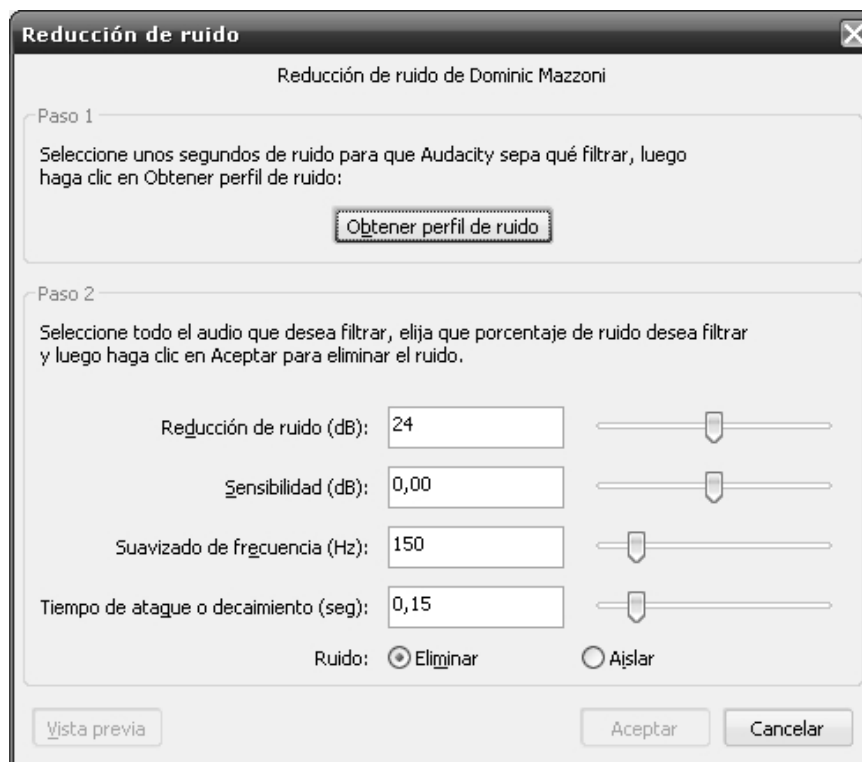 Reducción de ruido
Reducción de ruido de Dominic Mazzoni
Paso 1
Seleccione unos segundos de ruido para que Audacity sepa qué filtrar, luego
haga clic en Obtener perfil de ruido:
Obtener perfil de ruido
Paso 2
Seleccione todo el audio que desea filtrar, elija que porcentaje de ruido desea filtrar
y luego haga clic en Aceptar para eliminar el ruido.
Reducción de ruido (dB): 24
Sensibilidad (dB): 0,00
Suavizado de frecuencia (Hz): 150
Tiempo de ataque o decaimiento (seg): 0,15
Ruido: Eliminar Aislar
Vista previa Aceptar Cancelar